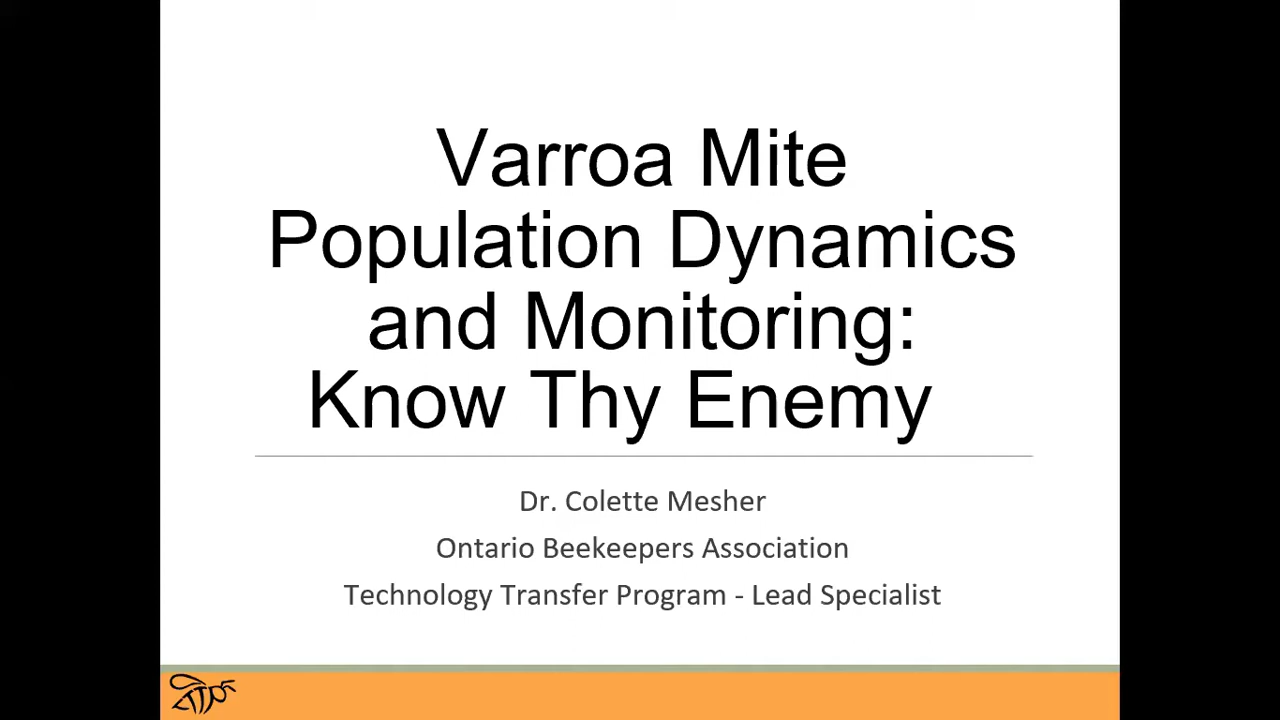 Varroa Mite
Population Dynamics
and Monitoring:
Know Thy Enemy
Dr. Colette Mesher
Ontario Beekeepers Association
Technology Transfer Program - Lead Specialist